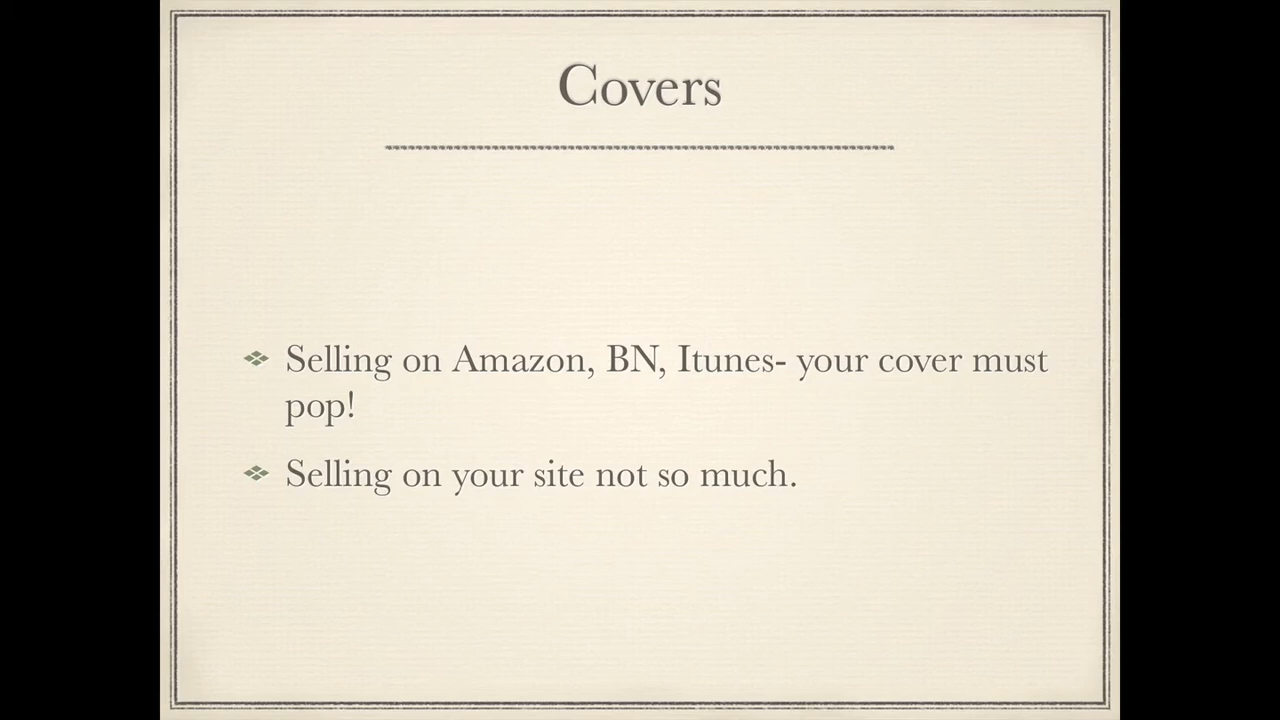 Covers
Selling on Amazon, BN, Itunes- your cover must
pop!
Selling on your site not so much.